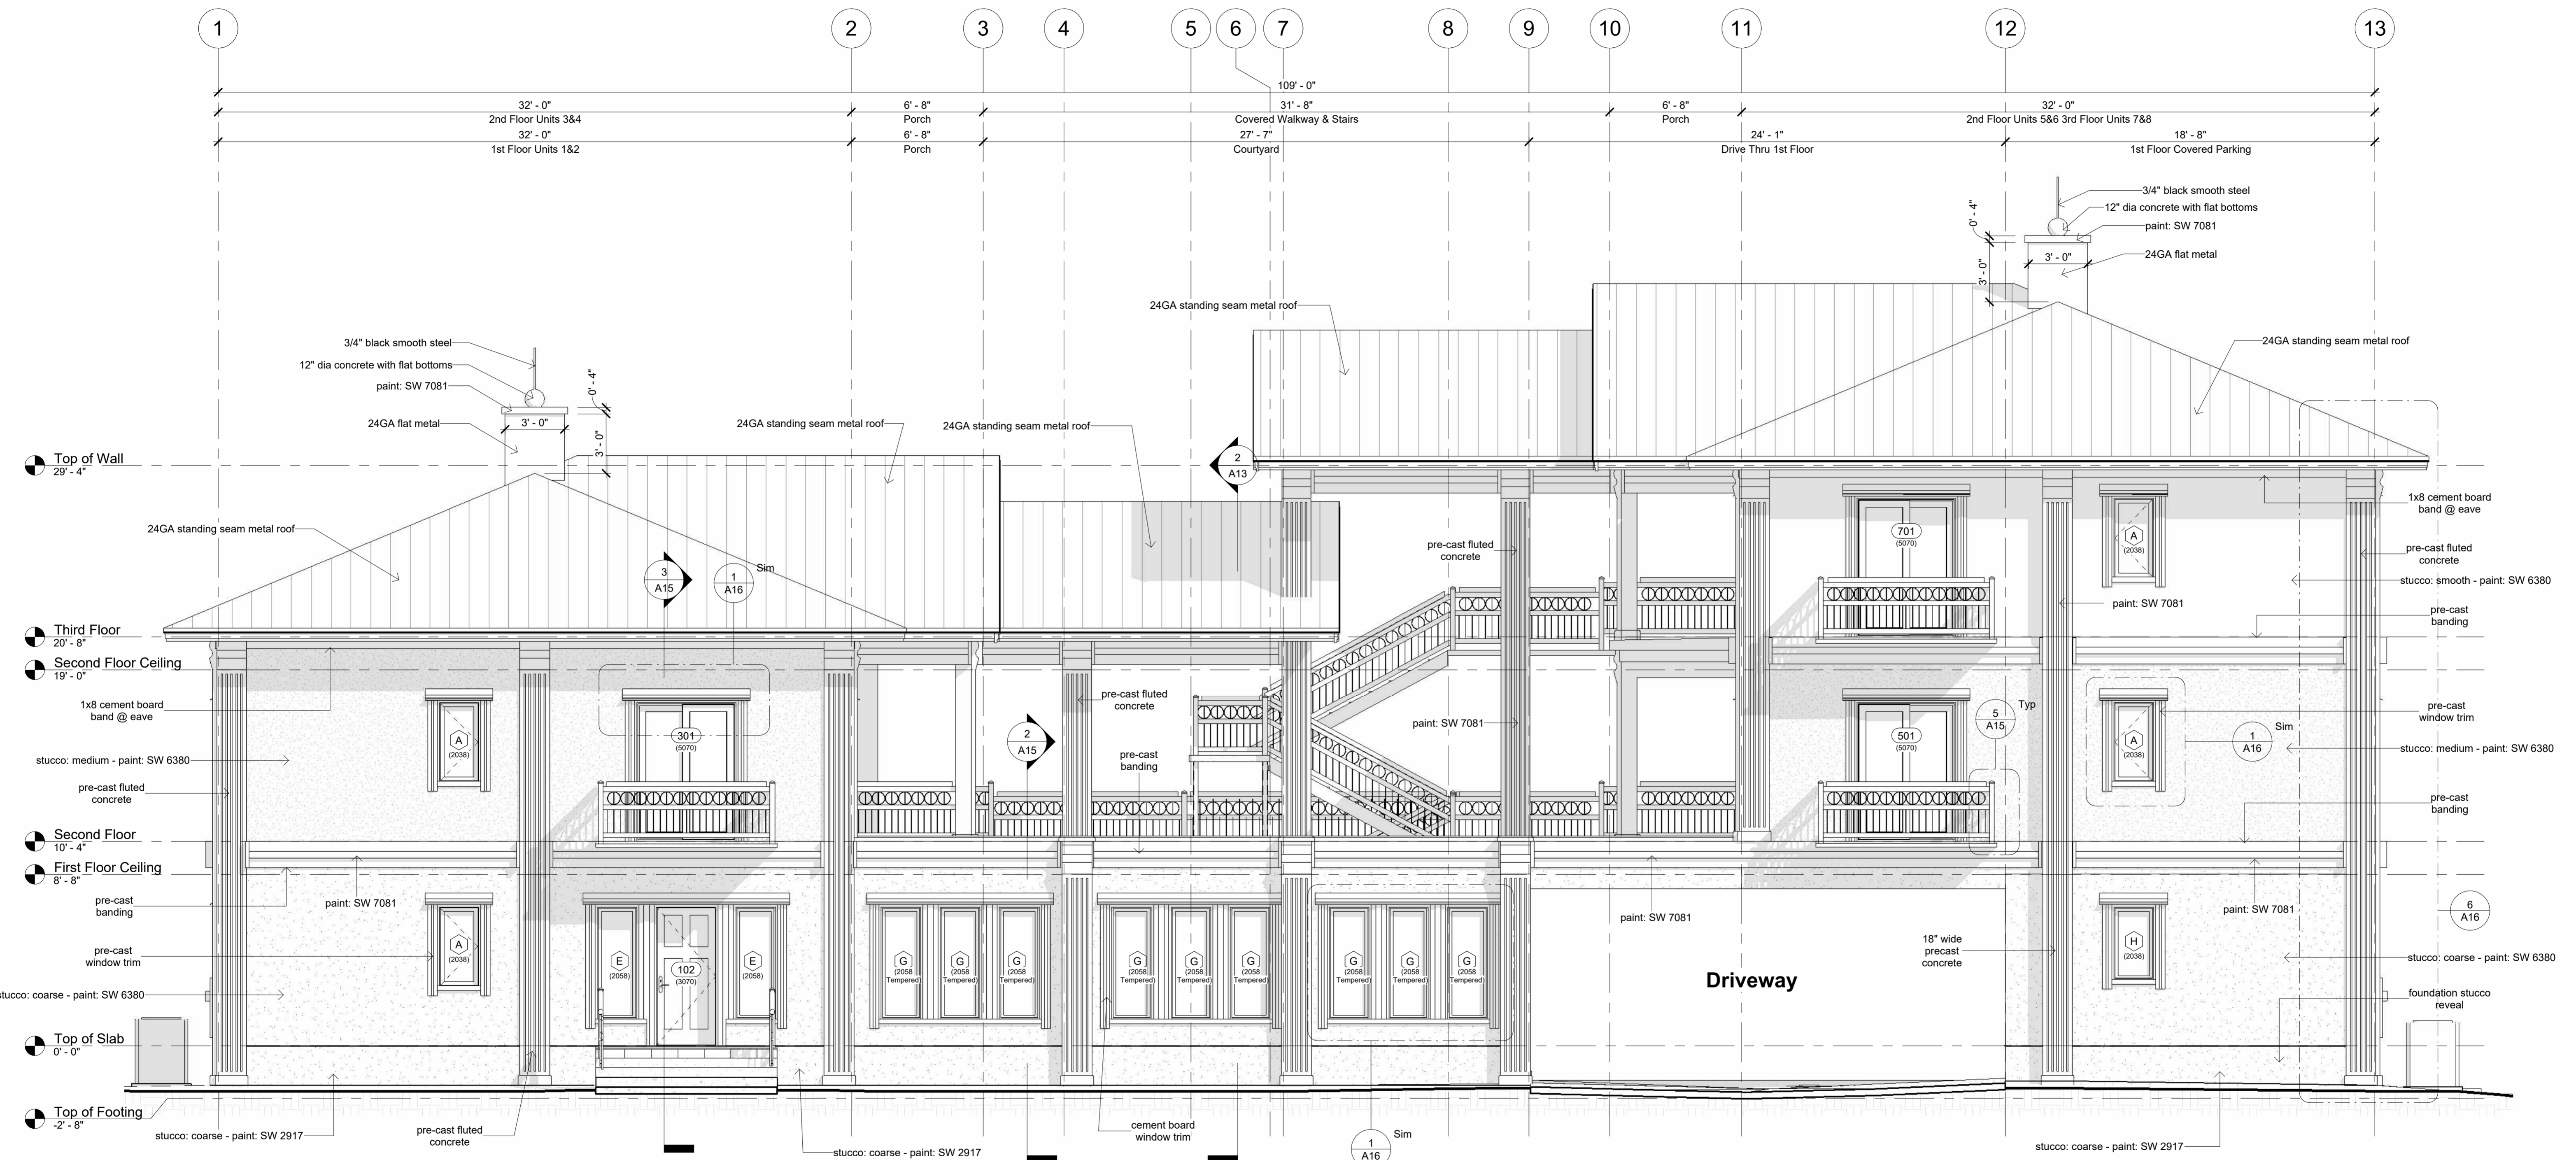 1
2
3
4
5
6
7
8
9
10
11
12
13
109' - 0"
32' - 0"
2nd Floor Units 3&4
6' - 8"
Porch
31' - 8"
Covered Walkway & Stairs
6' - 8"
Porch
32' - 0"
2nd Floor Units 5&6 3rd Floor Units 7&8
32' - 0"
1st Floor Units 1&2
6' - 8"
Porch
27' - 7"
Courtyard
24' - 1"
Drive Thru 1st Floor
18' - 8"
1st Floor Covered Parking
3/4" black smooth steel
12" dia concrete with flat bottoms
paint: SW 7081
24GA flat metal
0' - 4"
3' - 0"
3' - 0"
24GA standing seam metal roof
24GA standing seam metal roof
3/4" black smooth steel
12" dia concrete with flat bottoms
paint: SW 7081
24GA flat metal
0' - 4"
3' - 0"
3' - 0"
24GA standing seam metal roof
24GA standing seam metal roof
24GA standing seam metal roof
Top of Wall
29' - 4"
2
A13
1x8 cement board
band @ eave
701
(5070)
A
(2038)
pre-cast fluted
concrete
pre-cast fluted
concrete
stucco: smooth - paint: SW 6380
paint: SW 7081
pre-cast
banding
3
A15
1
A16
Sim
Third Floor
20' - 8"
Second Floor Ceiling
19' - 0"
1x8 cement board
band @ eave
stucco: medium - paint: SW 6380
pre-cast fluted
concrete
A
(2038)
301
(5070)
pre-cast fluted
concrete
2
A15
pre-cast
banding
paint: SW 7081
501
(5070)
5
A15
Typ
A
(2038)
1
A16
Sim
pre-cast
window trim
stucco: medium - paint: SW 6380
pre-cast
banding
Second Floor
10' - 4"
First Floor Ceiling
8' - 8"
pre-cast
banding
paint: SW 7081
paint: SW 7081
paint: SW 7081
6
A16
pre-cast
window trim
A
(2038)
E
(2058)
102
(3070)
E
(2058)
G
(2058
Tempered)
G
(2058
Tempered)
G
(2058
Tempered)
G
(2058
Tempered)
G
(2058
Tempered)
G
(2058
Tempered)
G
(2058
Tempered)
G
(2058
Tempered)
G
(2058
Tempered)
Driveway
18" wide
precast
concrete
H
(2038)
stucco: coarse - paint: SW 6380
stucco: coarse - paint: SW 6380
foundation stucco
reveal
Top of Slab
0' - 0"
Top of Footing
-2' - 8"
stucco: coarse - paint: SW 2917
pre-cast fluted
concrete
stucco: coarse - paint: SW 2917
cement board
window trim
1
A16
Sim
stucco: coarse - paint: SW 2917